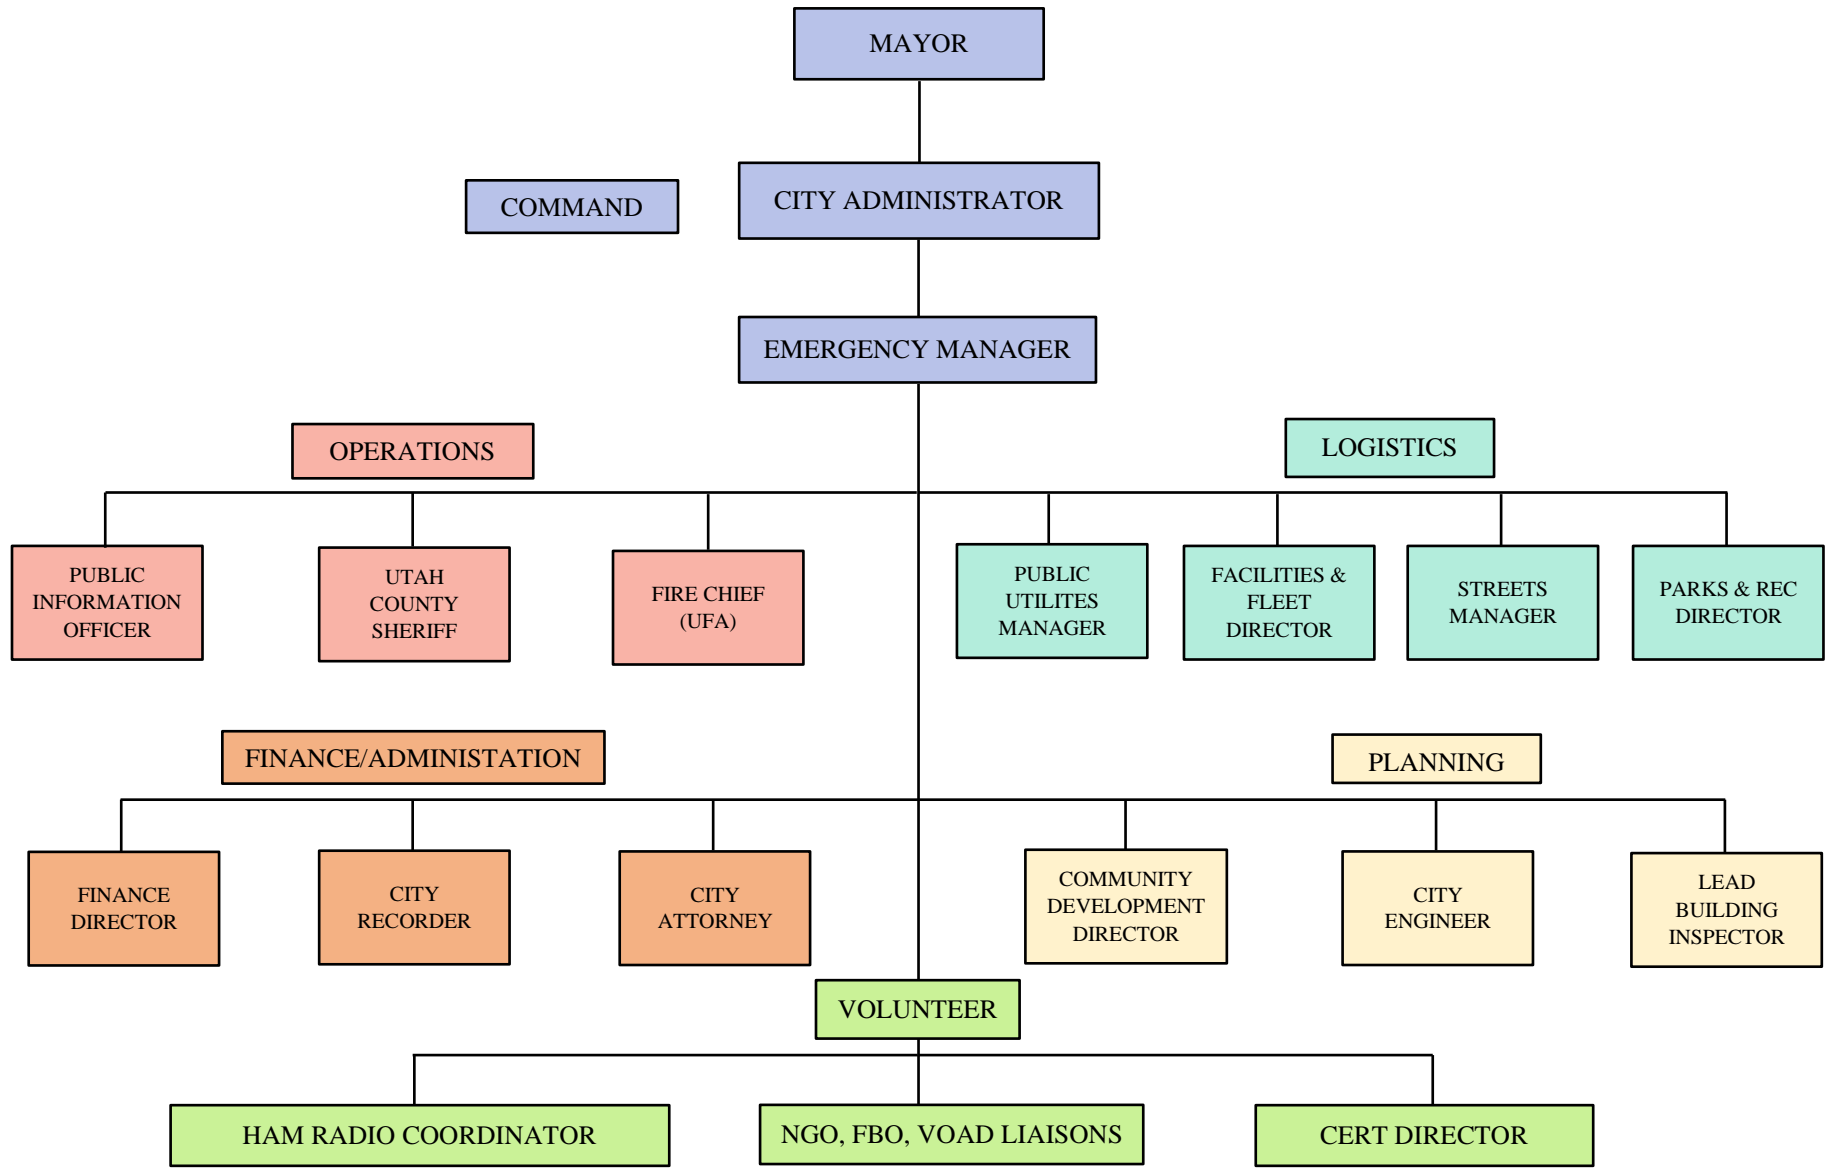 MAYOR
COMMAND
CITY ADMINISTRATOR
EMERGENCY MANAGER
OPERATIONS
LOGISTICS
PUBLIC
INFORMATION
OFFICER
UTAH
COUNTY
SHERIFF
FIRE CHIEF
(UFA)
PUBLIC
UTILITES
MANAGER
FACILITIES &
FLEET
DIRECTOR
STREETS
MANAGER
PARKS & REC
DIRECTOR
FINANCE/ADMINISTATION
PLANNING
FINANCE
DIRECTOR
CITY
RECORDER
CITY
ATTORNEY
COMMUNITY
DEVELOPMENT
DIRECTOR
CITY
ENGINEER
LEAD
BUILDING
INSPECTOR
VOLUNTEER
HAM RADIO COORDINATOR
NGO, FBO, VOAD LIAISONS
CERT DIRECTOR